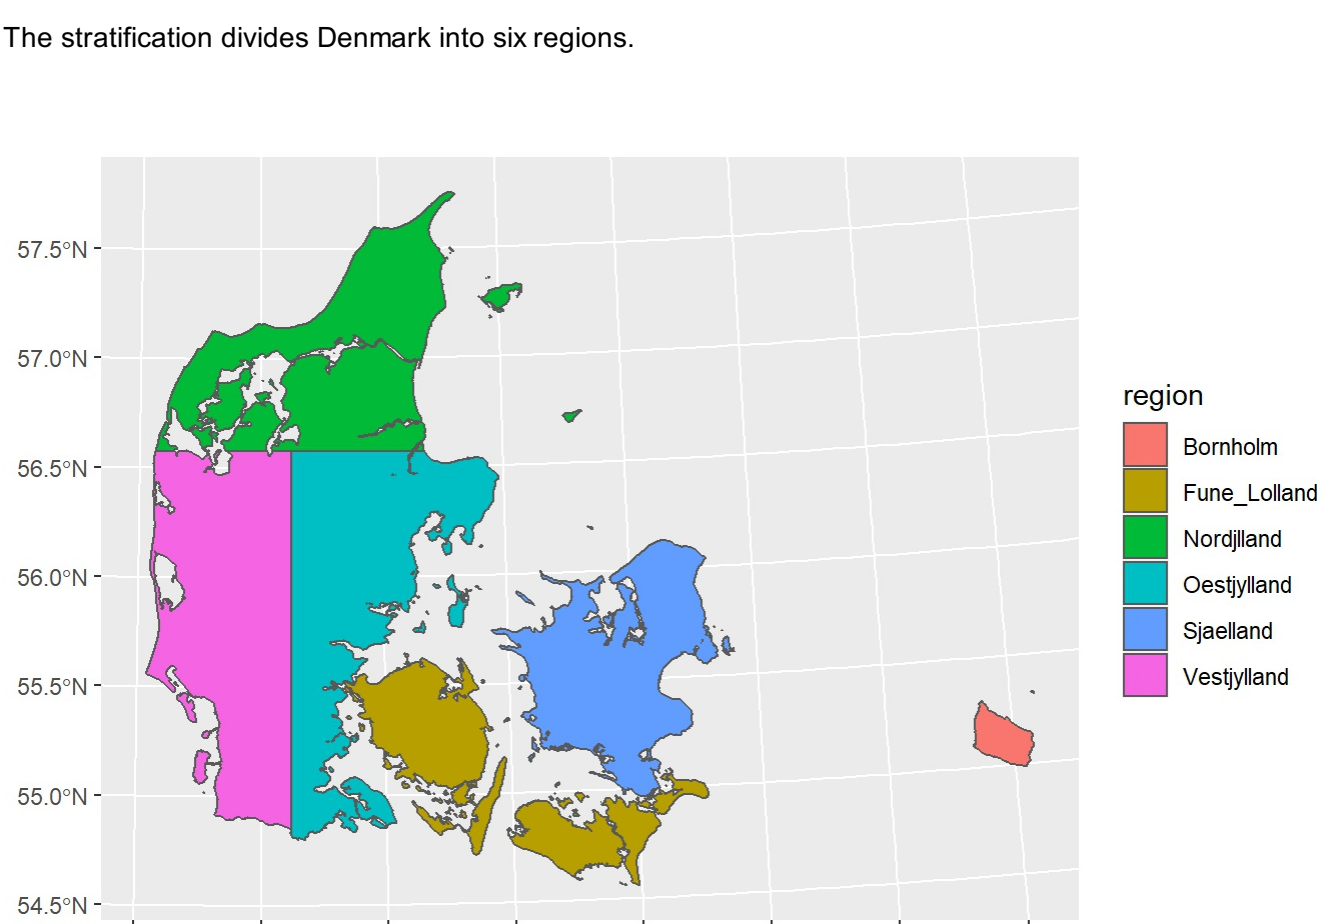 The stratification divides Denmark into six regions.
57.5°N
57.0°N
56.5°N
56.0°N
55.5°N
55.0°N
54.5°N
region
Bornholm
Fune_Lolland
Nordjlland
Oestjylland
Sjaelland
Vestjylland